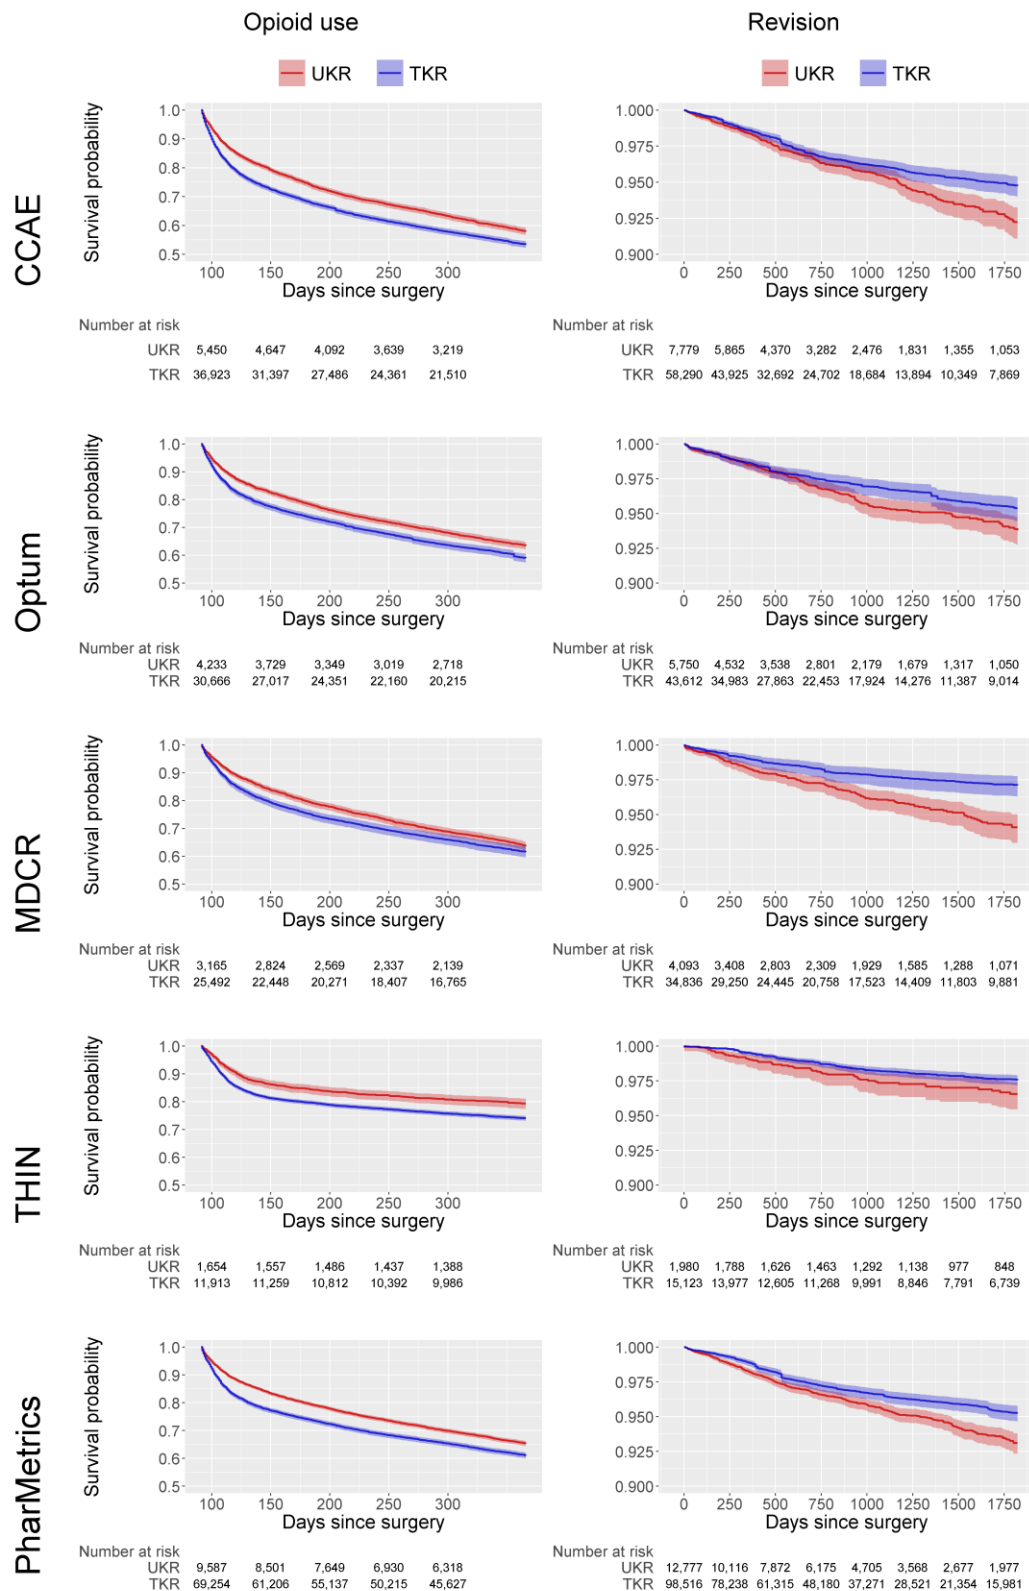 Opioid use
Revision
UKR TKR
UKR TKR
CCAE
Survival probability
1.0
0.9
0.8
0.7
0.6
0.5
100 150 200 250 300
Days since surgery
1.000
0.975
0.950
0.925
0.900
0 250 500 750 1000 1250 1500 1750
Days since surgery
Number at risk
UKR 5,450 4,647 4,092 3,639 3,219
TKR 36,923 31,397 27,486 24,361 21,510
Number at risk
UKR 7,779 5,865 4,370 3,282 2,476 1,831 1,355 1,053
TKR 58,290 43,925 32,692 24,702 18,684 13,894 10,349 7,869
Optum
Survival probability
1.0
0.9
0.8
0.7
0.6
0.5
100 150 200 250 300
Days since surgery
1.000
0.975
0.950
0.925
0.900
0 250 500 750 1000 1250 1500 1750
Days since surgery
Number at risk
UKR 4,233 3,729 3,349 3,019 2,718
TKR 30,666 27,017 24,351 22,160 20,215
Number at risk
UKR 5,750 4,532 3,538 2,801 2,179 1,679 1,317 1,050
TKR 43,612 34,983 27,863 22,453 17,924 14,276 11,387 9,014
MDCR
Survival probability
1.0
0.9
0.8
0.7
0.6
0.5
100 150 200 250 300
Days since surgery
1.000
0.975
0.950
0.925
0.900
0 250 500 750 1000 1250 1500 1750
Days since surgery
Number at risk
UKR 3,165 2,824 2,569 2,337 2,139
TKR 25,492 22,448 20,271 18,407 16,765
Number at risk
UKR 4,093 3,408 2,803 2,309 1,929 1,585 1,288 1,071
TKR 34,836 29,250 24,445 20,758 17,523 14,409 11,803 9,881
THIN
Survival probability
1.0
0.9
0.8
0.7
0.6
0.5
100 150 200 250 300
Days since surgery
1.000
0.975
0.950
0.925
0.900
0 250 500 750 1000 1250 1500 1750
Days since surgery
Number at risk
UKR 1,654 1,557 1,486 1,437 1,388
TKR 11,913 11,259 10,812 10,392 9,986
Number at risk
UKR 1,980 1,788 1,626 1,463 1,292 1,138 977 848
TKR 15,123 13,977 12,605 11,268 9,991 8,846 7,791 6,739
PharMetrics
Survival probability
1.0
0.9
0.8
0.7
0.6
0.5
100 150 200 250 300
Days since surgery
1.000
0.975
0.950
0.925
0.900
0 250 500 750 1000 1250 1500 1750
Days since surgery
Number at risk
UKR 9,587 8,501 7,649 6,930 6,318
TKR 69,254 61,206 55,137 50,215 45,627
Number at risk
UKR 12,777 10,116 7,872 6,175 4,705 3,568 2,677 1,977
TKR 98,516 78,238 61,315 48,180 37,271 28,521 21,354 15,981